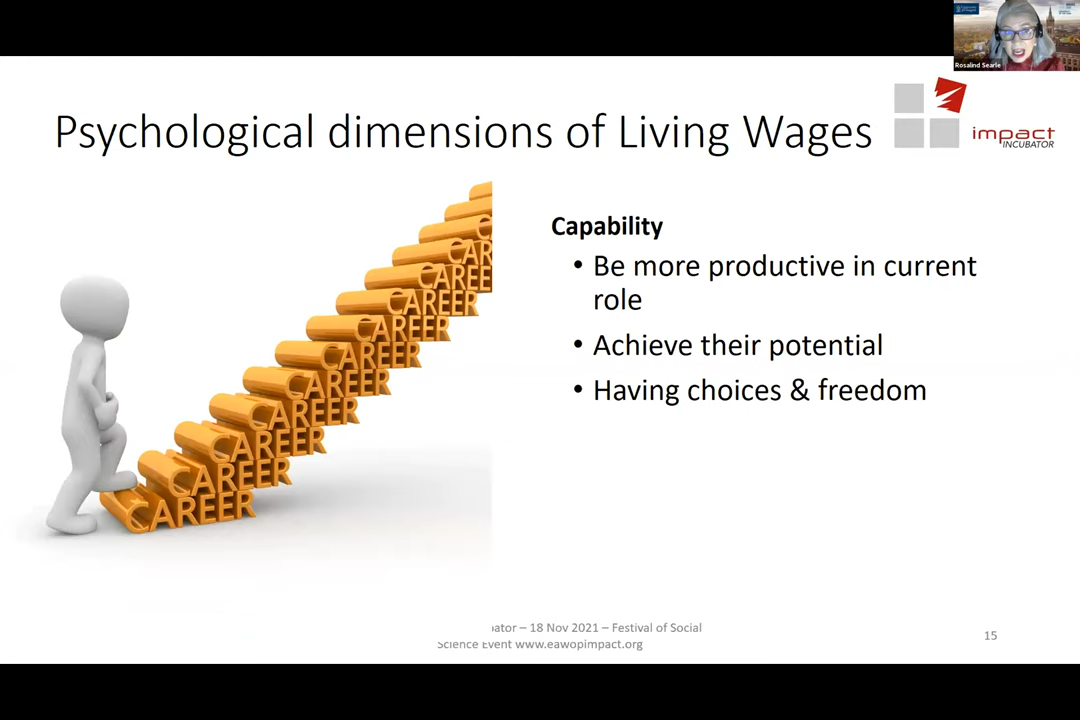 Rosalind Searle
Psychological dimensions of Living Wages
impact
INCUBATOR
Capability
• Be more productive in current
role
• Achieve their potential
• Having choices & freedom
CAREER
CAREER
CAREER
CAREER
CAREER
CAREER
CAREER
CAREER
CAREER
CAREE
CAR
C
– 18 Nov 2021 – Festival of Social
Science Event www.eawopimpact.org
15